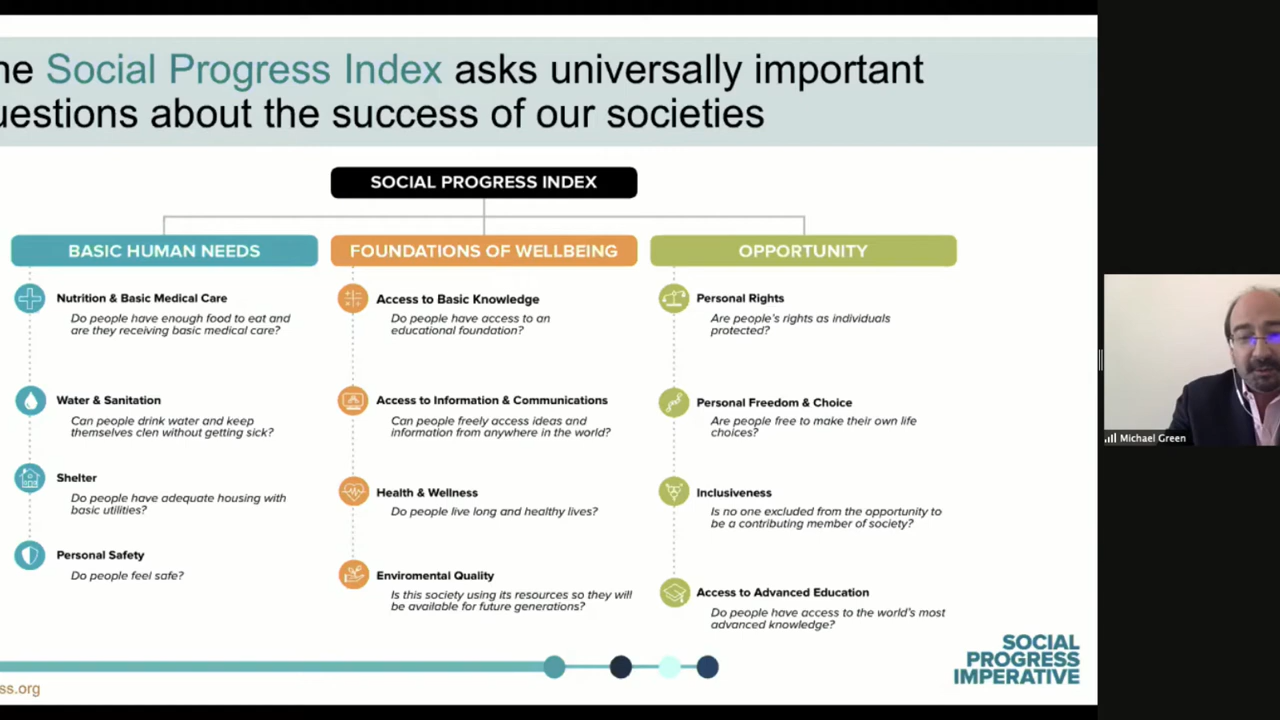 he Social Progress Index asks universally important
uestions about the success of our societies
SOCIAL PROGRESS INDEX
BASIC HUMAN NEEDS
Nutrition & Basic Medical Care
Do people have enough food to eat and
are they receiving basic medical care?
Water & Sanitation
Can people drink water and keep
themselves clen without getting sick?
Shelter
Do people have adequate housing with
basic utilities?
Personal Safety
Do people feel safe?
FOUNDATIONS OF WELLBEING
Access to Basic Knowledge
Do people have access to an
educational foundation?
Access to Information & Communications
Can people freely access ideas and
information from anywhere in the world?
Health & Wellness
Do people live long and healthy lives?
Enviromental Quality
Is this society using its resources so they will
be available for future generations?
OPPORTUNITY
Personal Rights
Are people's rights as individuals
protected?
Personal Freedom & Choice
Are people free to make their own life
choices?
Inclusiveness
Is no one excluded from the opportunity to
be a contributing member of society?
Access to Advanced Education
Do people have access to the world's most
advanced knowledge?
SOCIAL
PROGRESS
IMPERATIVE
ss.org
Michael Green